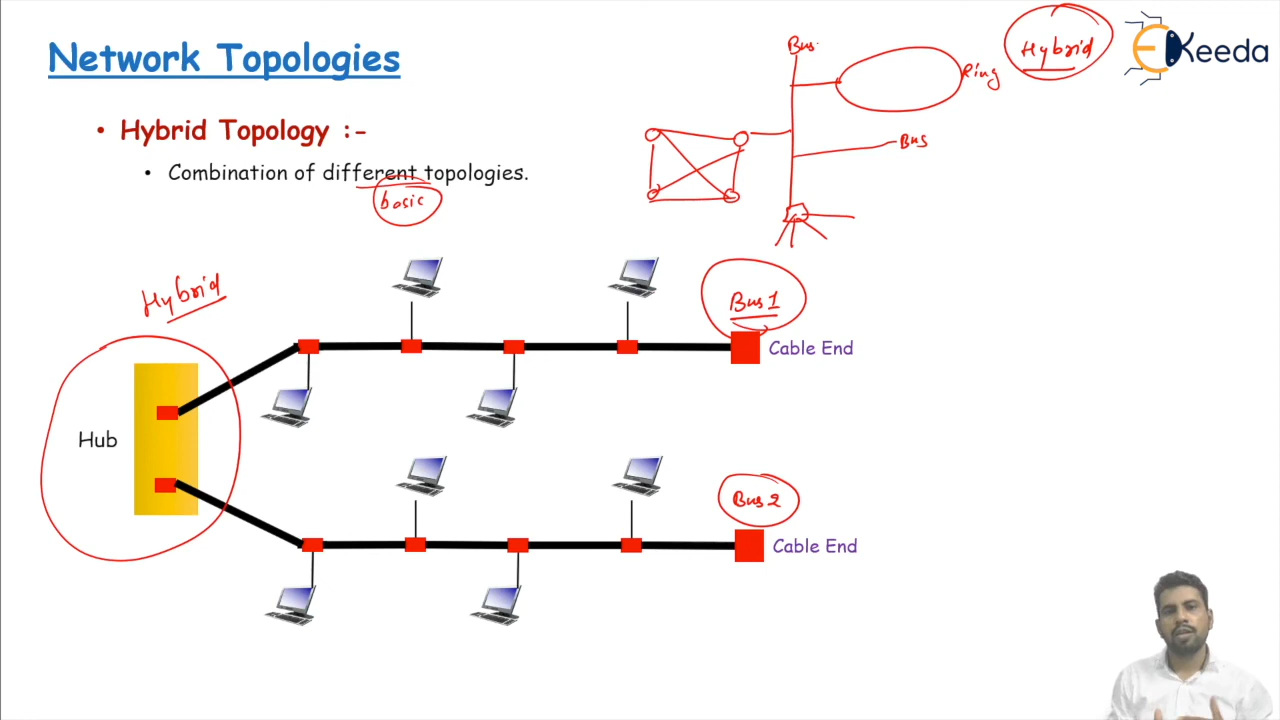 Network Topologies
• Hybrid Topology :-
• Combination of different topologies.
basic
Bus
Ring
Hybrid
EKeeda
Bus
Hybrid
Bus 1
Cable End
Hub
Bus 2
Cable End